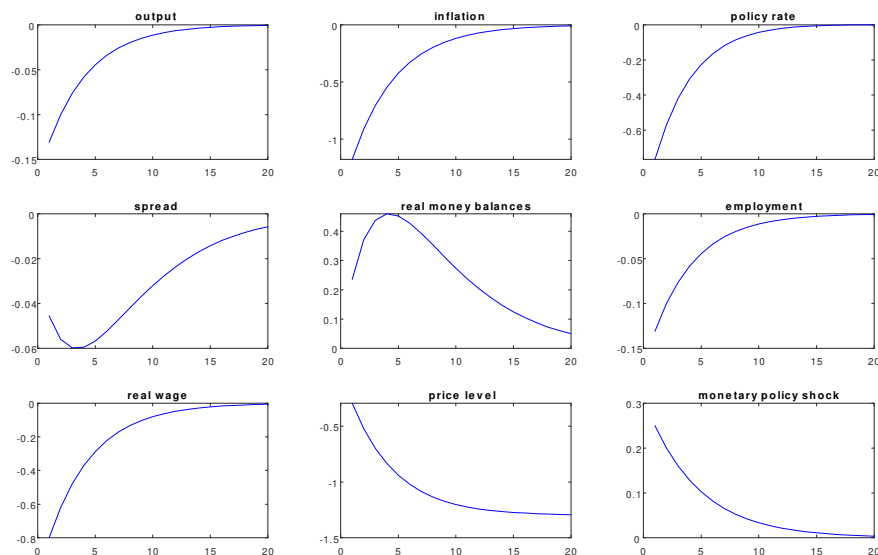 output
inflation
policy rate
0
-0.05
-0.1
-0.15
0 5 10 15 20
0
-0.5
-1
0 5 10 15 20
0
-0.2
-0.4
-0.6
0 5 10 15 20
spread
real money balances
employment
0
-0.02
-0.04
-0.06
0 5 10 15 20
0.4
0.3
0.2
0.1
0
0 5 10 15 20
0
-0.05
-0.1
-0.15
0 5 10 15 20
real wage
price level
monetary policy shock
0
-0.2
-0.4
-0.6
-0.8
0 5 10 15 20
-0.5
-1
-1.5
0 5 10 15 20
0.3
0.2
0.1
0
0 5 10 15 20